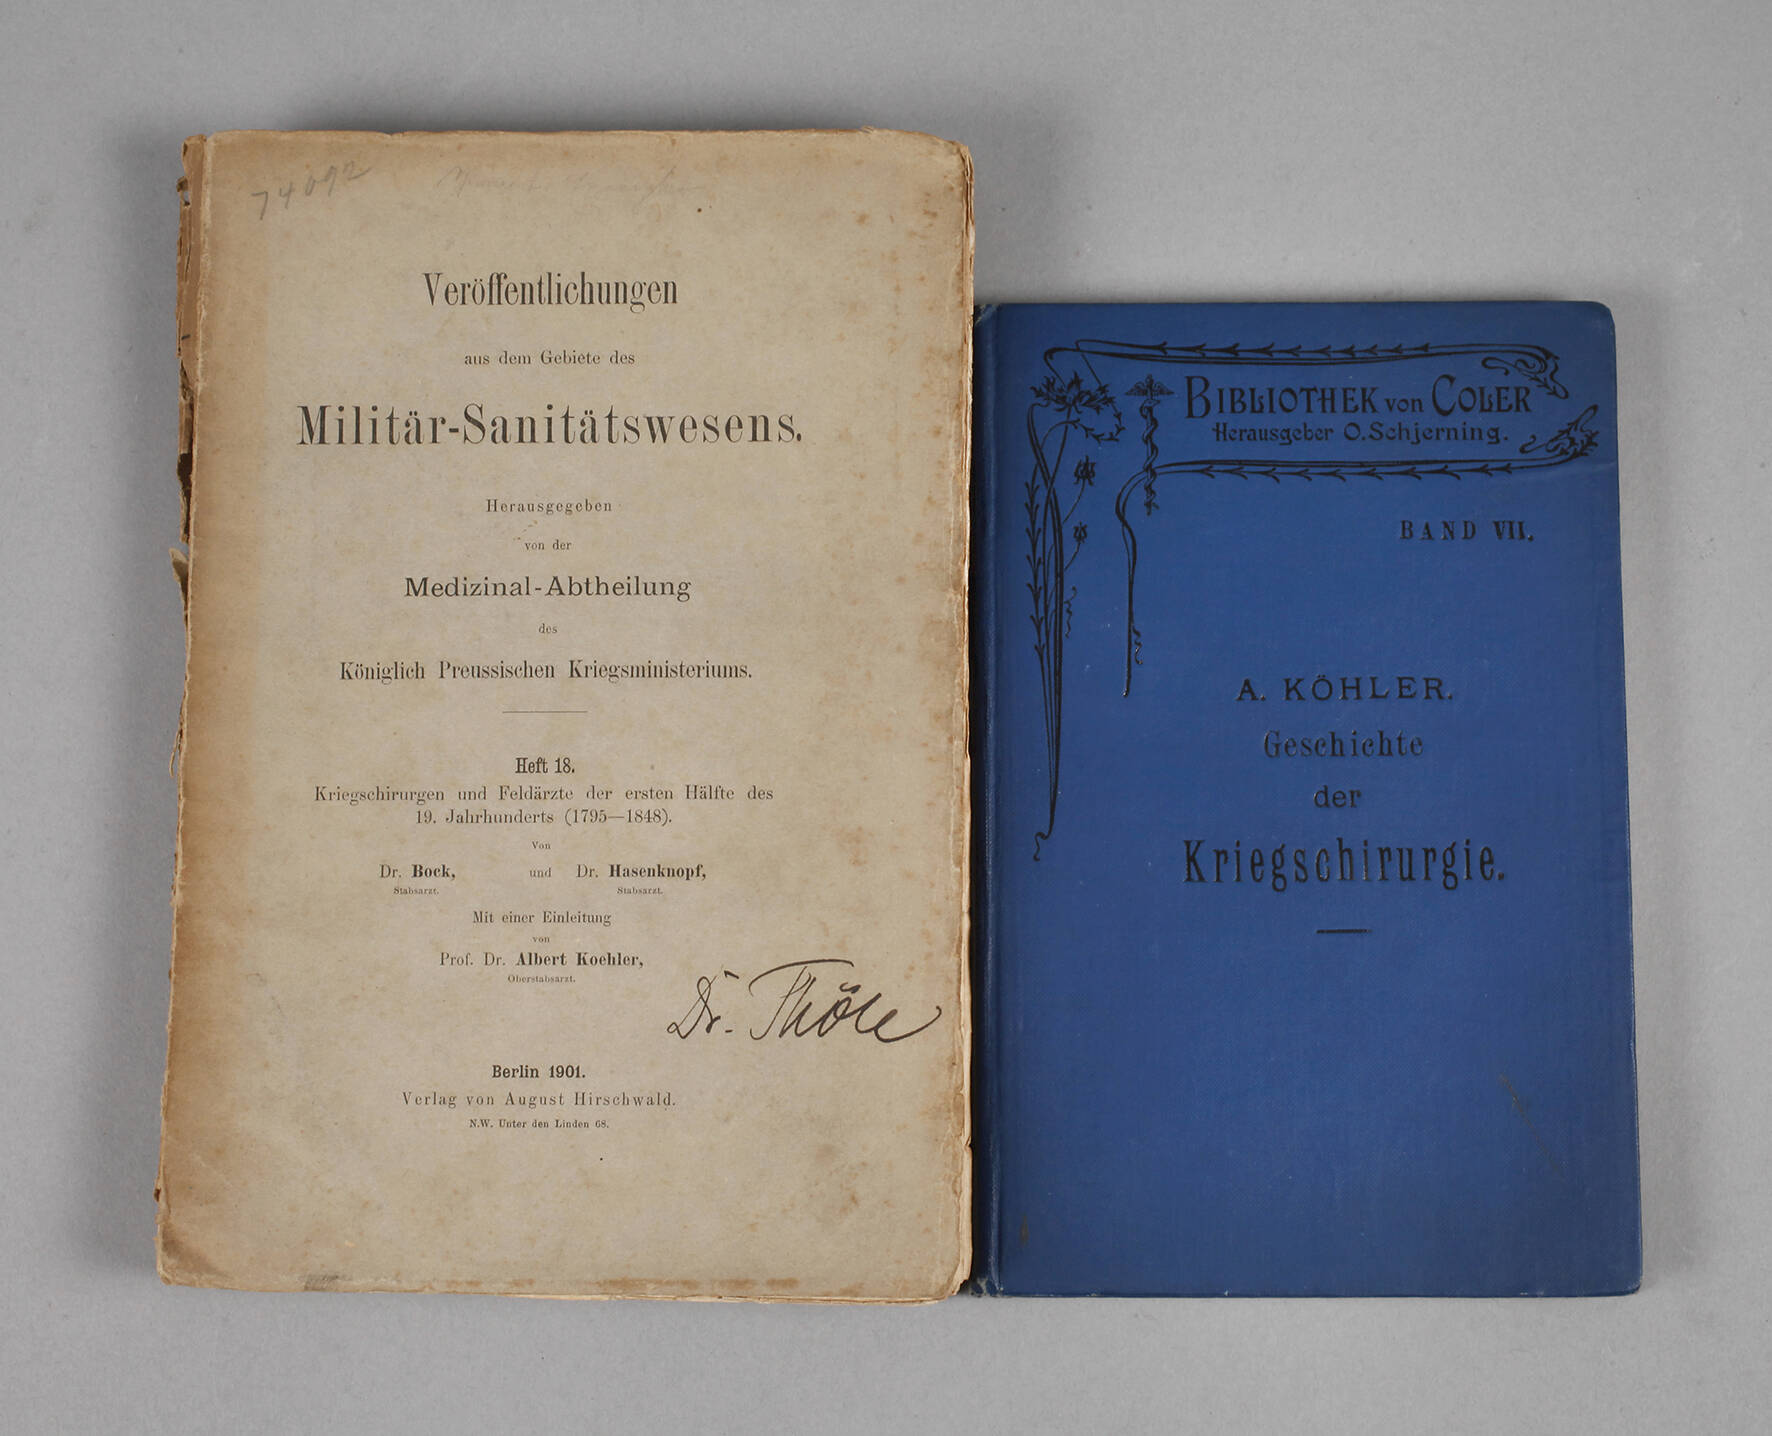 74092
Veröffentlichungen
aus dem Gebiete des
Militär-Sanitätswesens.
Herausgegeben
von der
Medizinal-Abtheilung
des
Königlich Preussischen Kriegsministeriums.
Heft 18.
Kriegschirurgen und Feldärzte der ersten Hälfte des
19. Jahrhunderts (1795—1848).
Von
Dr. Bock, und Dr. Hasenknopf,
Stabsarzt. Stabsarzt.
Mit einer Einleitung
von
Prof. Dr. Albert Koehler,
Oberstabsarzt.
Dr. Thöle
Berlin 1901.
Verlag von August Hirschwald.
N.W. Unter den Linden 68.
BIBLIOTHEK von COLER
Herausgeber O. Schjerning.
BAND VII.
A. KÖHLER.
Geschichte
der
Kriegschirurgie.